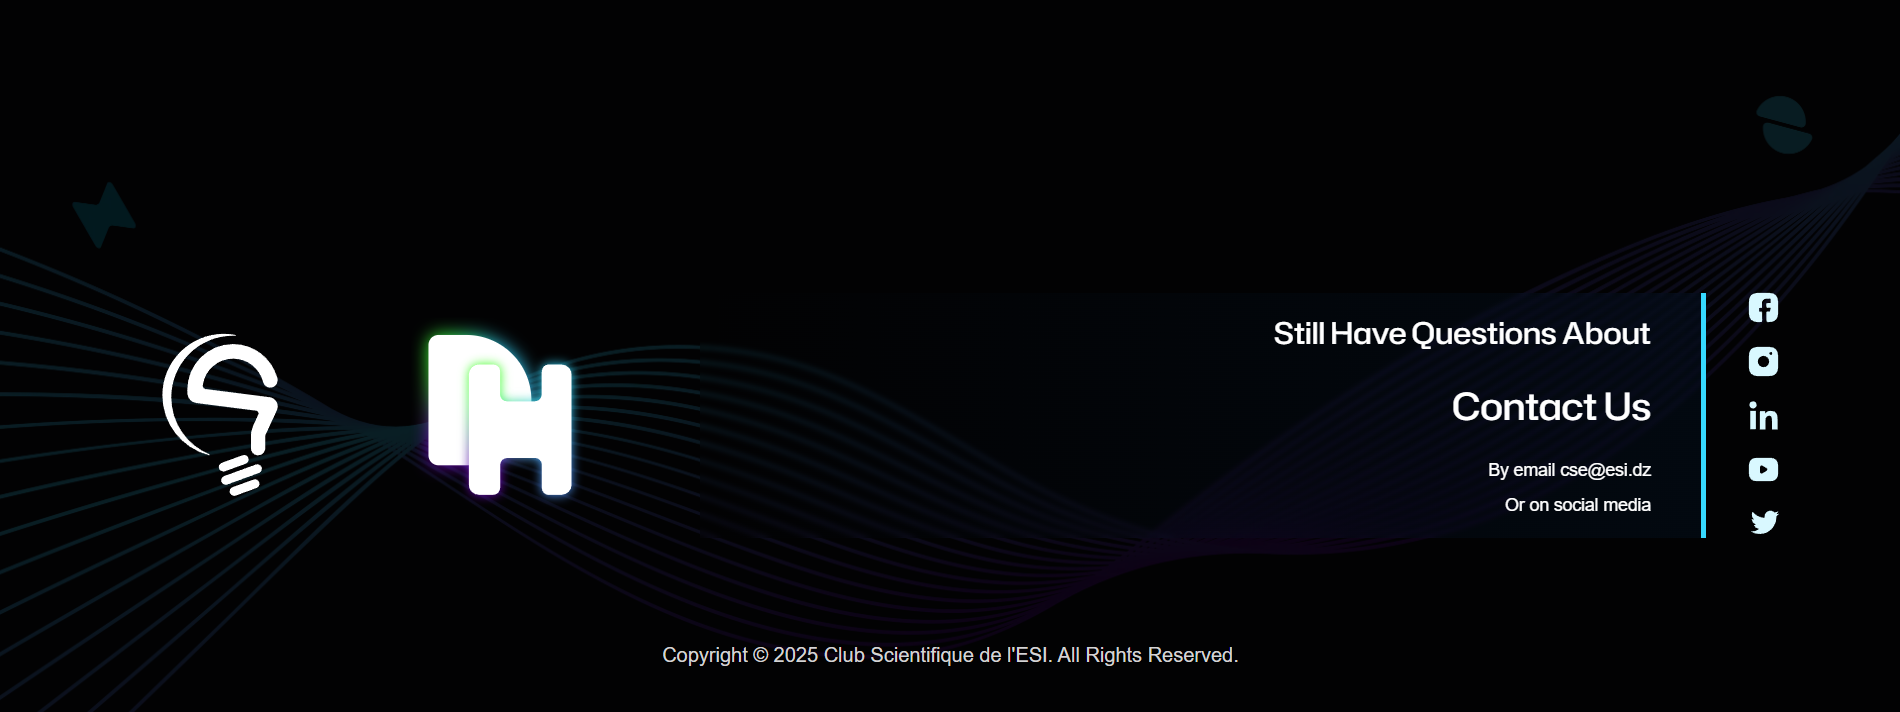 DH
Still Have Questions About
Contact Us
By email cse@esi.dz
Or on social media
Copyright © 2025 Club Scientifique de l'ESI. All Rights Reserved.